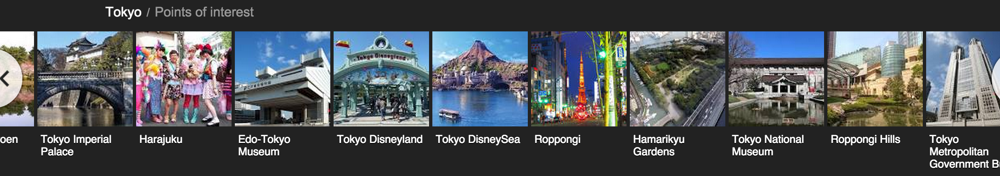 Tokyo / Points of interest
Tokyo Disneyland
oen
Tokyo Imperial
Palace
Harajuku
Edo-Tokyo
Museum
Tokyo Disneyland
Tokyo DisneySea
Roppongi
Hamarikyu
Gardens
Tokyo National
Museum
Roppongi Hills
Tokyo
Metropolitan
Government B